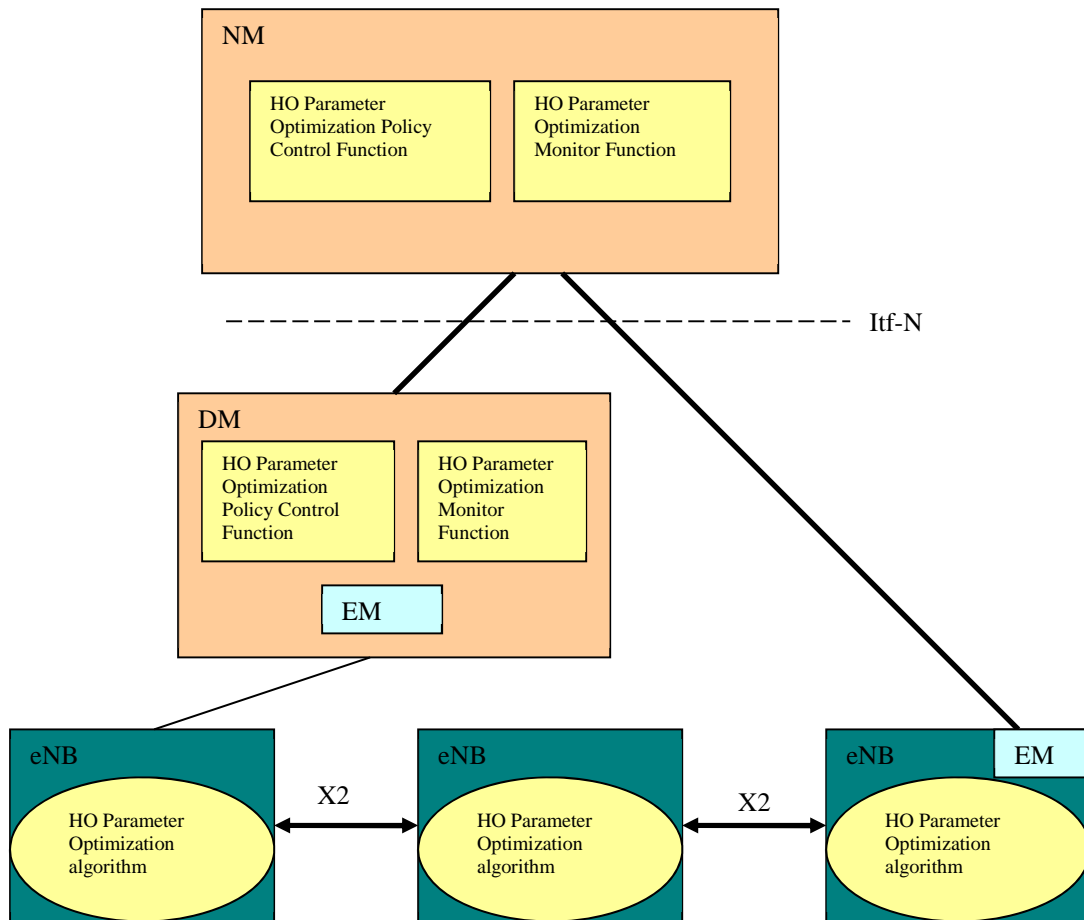 NM
HO Parameter
Optimization Policy
Control Function
HO Parameter
Optimization
Monitor Function
Itf-N
DM
HO Parameter
Optimization
Policy Control
Function
HO Parameter
Optimization
Monitor
Function
EM
eNB
HO Parameter
Optimization
algorithm
X2
eNB
HO Parameter
Optimization
algorithm
X2
eNB
EM
HO Parameter
Optimization
algorithm